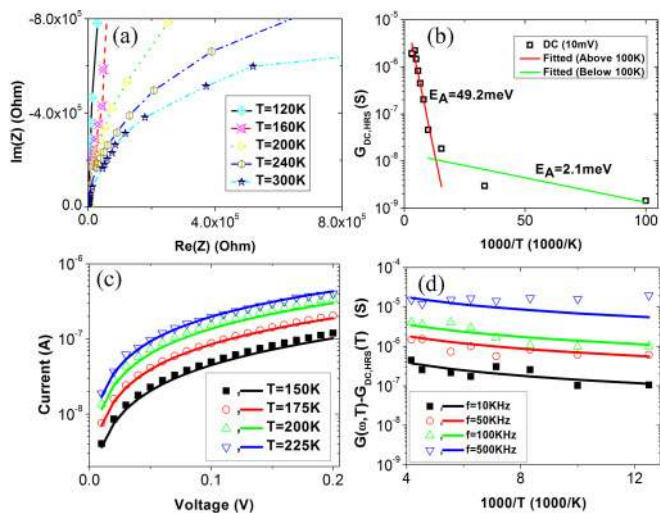 (a)
-8.0x10⁵
-4.0x10⁵
0.0
Im(Z) (Ohm)
T=120K
T=160K
T=200K
T=240K
T=300K
0.0 4.0x10⁵ 8.0x10⁵
Re(Z) (Ohm)
(b)
10⁻⁴
10⁻⁵
10⁻⁶
10⁻⁷
10⁻⁸
10⁻⁹
G_DC,HRS (S)
DC (10mV)
Fitted (Above 100K)
Fitted (Below 100K)
E_A=49.2meV
E_A=2.1meV
0 50 100
1000/T (1000/K)
(c)
10⁻⁶
10⁻⁷
10⁻⁸
Current (A)
T=150K
T=175K
T=200K
T=225K
0.0 0.1 0.2
Voltage (V)
(d)
10⁻³
10⁻⁴
10⁻⁵
10⁻⁶
10⁻⁷
10⁻⁸
10⁻⁹
G(ω,T)-G_DC,HRS(T) (S)
f=10KHz
f=50KHz
f=100KHz
f=500KHz
4 8 12
1000/T (1000/K)